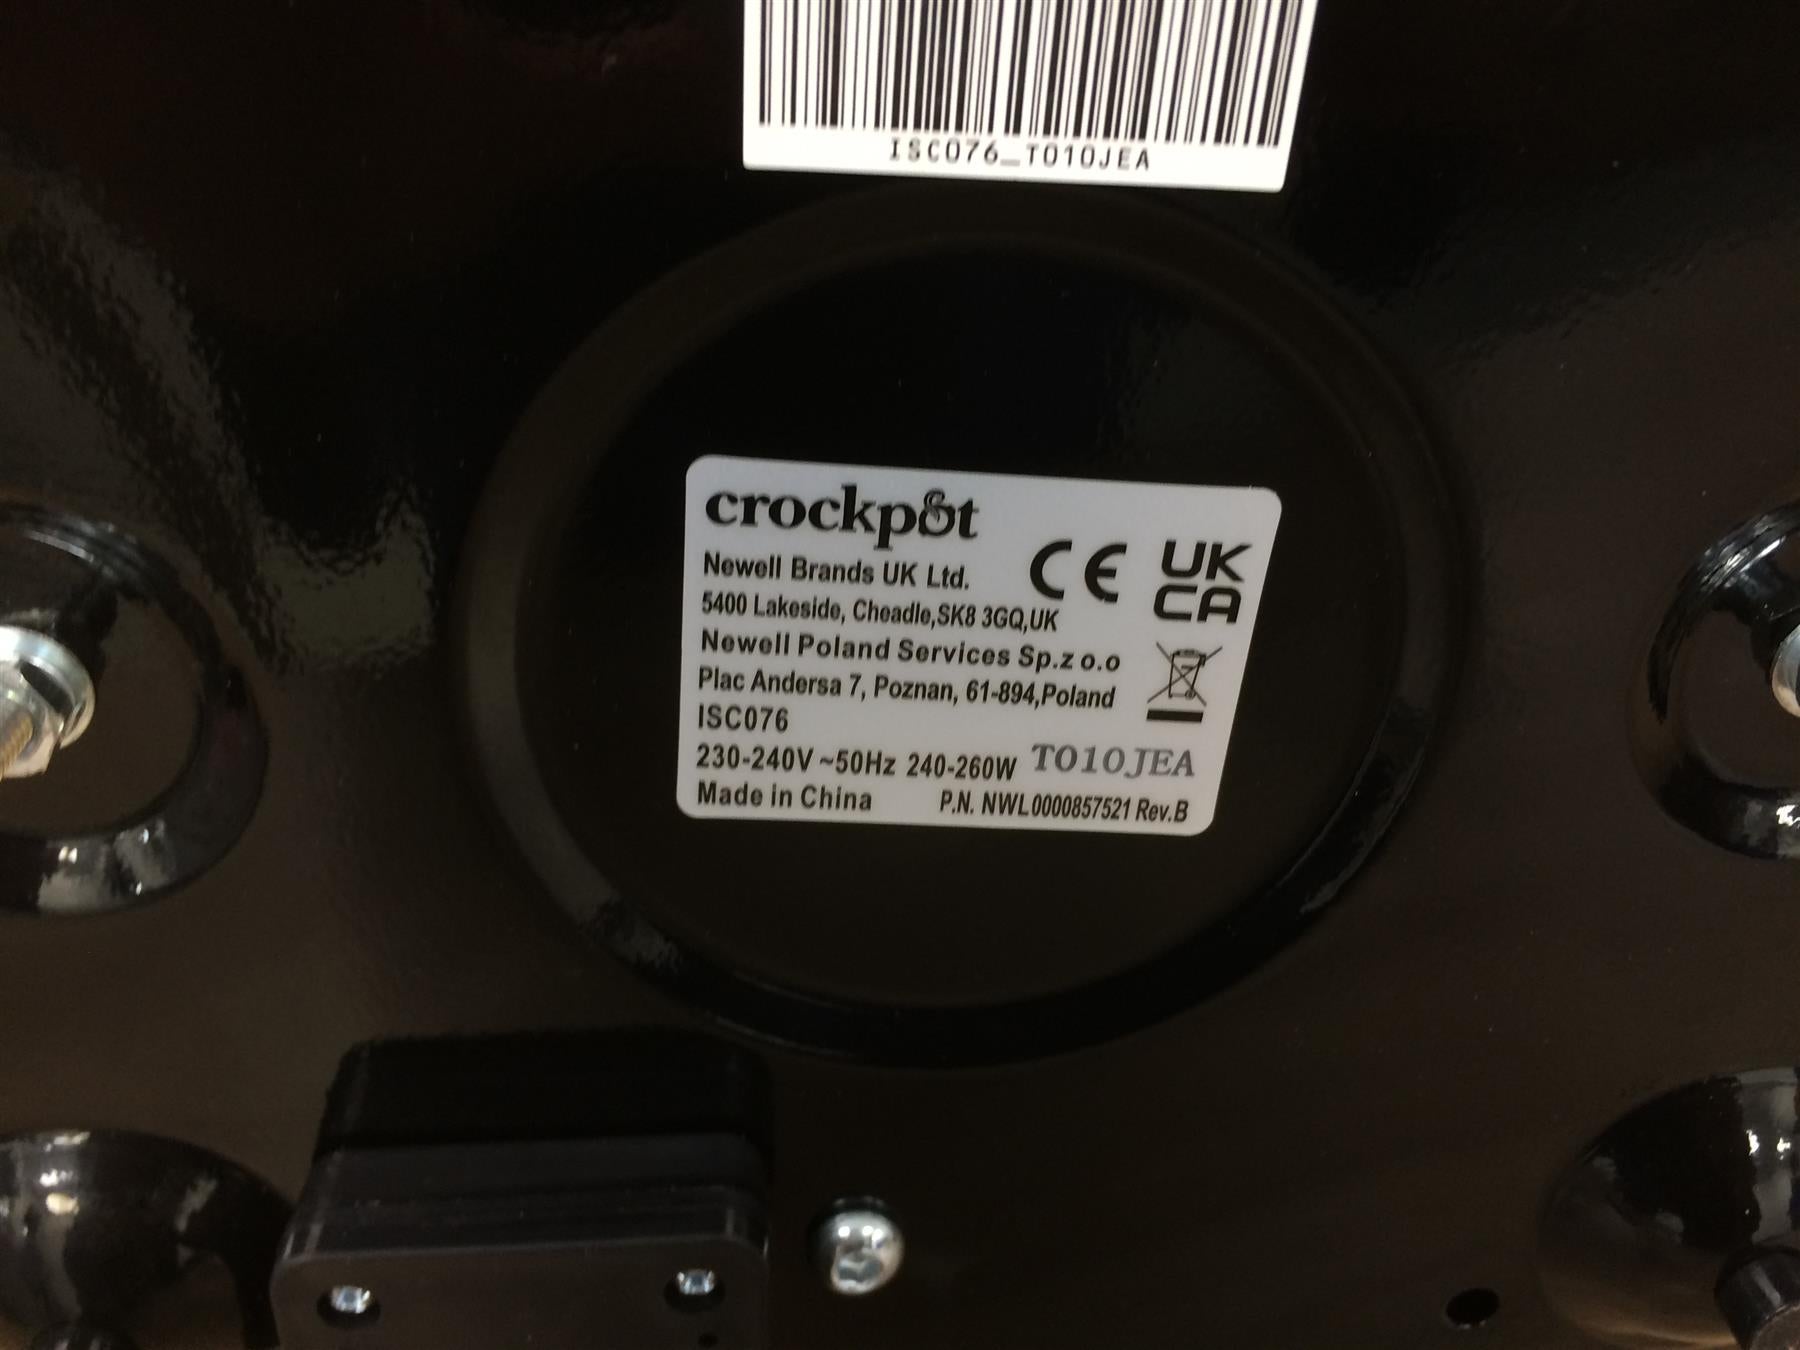 ISC076_T010JEA
crockpot
Newell Brands UK Ltd.
CE UK CA
5400 Lakeside, Cheadle,SK8 3GQ,UK
Newell Poland Services Sp.z o.o
Plac Andersa 7, Poznan, 61-894,Poland
ISC076
230-240V ~50Hz 240-260W T010JEA
Made in China P.N. NWL0000857521 Rev.B